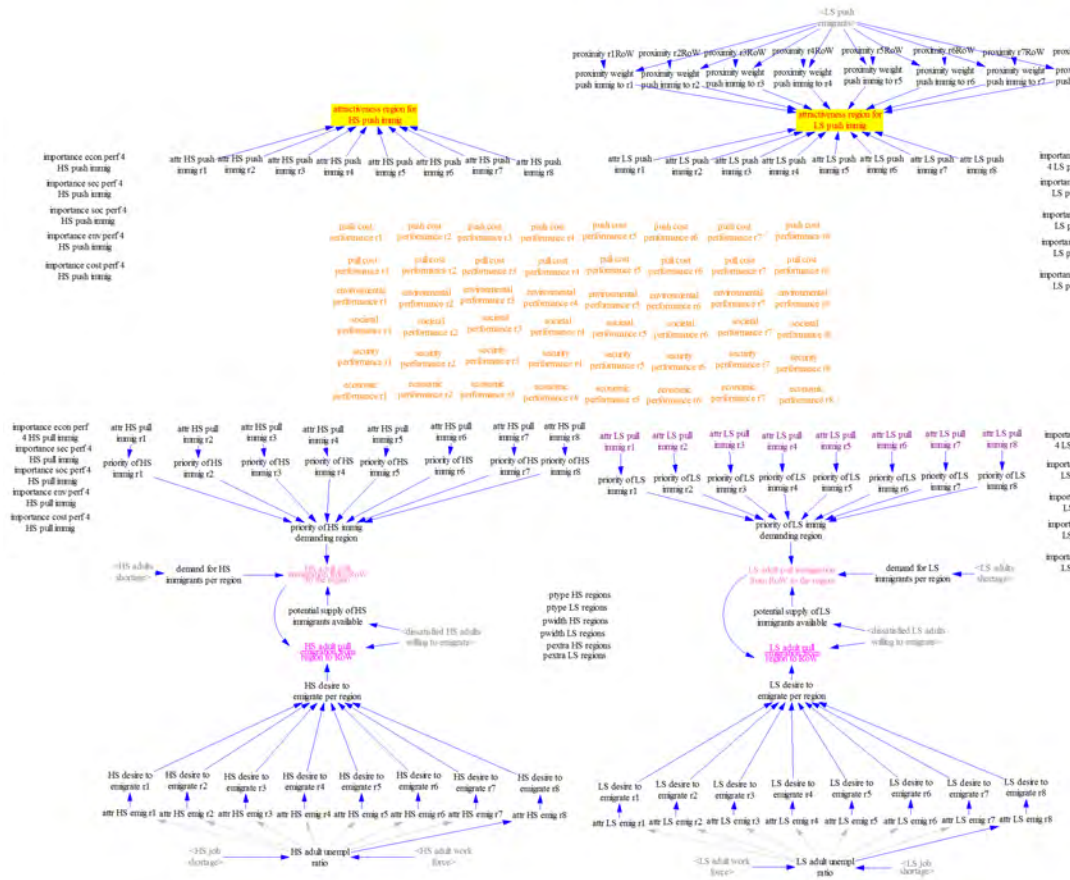 <LS push
emigrants>
proximity r1RoW proximity r2RoW proximity r3RoW proximity r4RoW proximity r5RoW proximity r6RoW proximity r7RoW
proximity weight proximity weight proximity weight proximity weight proximity weight proximity weight proximity weight
push immig to r1 push immig to r2 push immig to r3 push immig to r4 push immig to r5 push immig to r6 push immig to r7
attractiveness region for
HS push immig
attractiveness region for
LS push immig
attr HS push attr HS push attr HS push attr HS push attr HS push attr HS push attr HS push attr HS push
immig r1 immig r2 immig r3 immig r4 immig r5 immig r6 immig r7 immig r8
attr LS push attr LS push attr LS push attr LS push attr LS push attr LS push attr LS push attr LS push
immig r1 immig r2 immig r3 immig r4 immig r5 immig r6 immig r7 immig r8
importance econ perf 4
HS push immig
importance sec perf 4
HS push immig
importance soc perf 4
HS push immig
importance env perf 4
HS push immig
importance cost perf 4
HS push immig
push cost push cost push cost push cost push cost push cost push cost push cost
performance r1 performance r2 performance r3 performance r4 performance r5 performance r6 performance r7 performance r8
pull cost pull cost pull cost pull cost pull cost pull cost pull cost pull cost
performance r1 performance r2 performance r3 performance r4 performance r5 performance r6 performance r7 performance r8
environmental environmental environmental environmental environmental environmental environmental environmental
performance r1 performance r2 performance r3 performance r4 performance r5 performance r6 performance r7 performance r8
societal societal societal societal societal societal societal societal
performance r1 performance r2 performance r3 performance r4 performance r5 performance r6 performance r7 performance r8
security security security security security security security security
performance r1 performance r2 performance r3 performance r4 performance r5 performance r6 performance r7 performance r8
economic economic economic economic economic economic economic economic
performance r1 performance r2 performance r3 performance r4 performance r5 performance r6 performance r7 performance r8
importance econ perf
4 HS pull immig
importance sec perf 4
HS pull immig
importance soc perf 4
HS pull immig
importance env perf 4
HS pull immig
importance cost perf 4
HS pull immig
attr HS pull attr HS pull attr HS pull attr HS pull attr HS pull attr HS pull attr HS pull attr HS pull
immig r1 immig r2 immig r3 immig r4 immig r5 immig r6 immig r7 immig r8
priority of HS priority of HS priority of HS priority of HS priority of HS priority of HS priority of HS priority of HS
immig r1 immig r2 immig r3 immig r4 immig r5 immig r6 immig r7 immig r8
attr LS pull attr LS pull attr LS pull attr LS pull attr LS pull attr LS pull attr LS pull attr LS pull
immig r1 immig r2 immig r3 immig r4 immig r5 immig r6 immig r7 immig r8
priority of LS priority of LS priority of LS priority of LS priority of LS priority of LS priority of LS priority of LS
immig r1 immig r2 immig r3 immig r4 immig r5 immig r6 immig r7 immig r8
priority of HS immig
demanding region
priority of LS immig
demanding region
<HS adults
shortage>
demand for HS
immigrants per region
HS adult pull
LS adult pull immigration
from RoW to the region
demand for LS
immigrants per region
<LS adults
shortage>
potential supply of HS
immigrants available
<dissatisfied HS adults
willing to emigrate>
HS adult pull
emigration from
region to RoW
ptype HS regions
ptype LS regions
pwidth HS regions
pwidth LS regions
pextra HS regions
pextra LS regions
potential supply of LS
immigrants available
<dissatisfied LS adults
willing to emigrate>
LS adult pull
emigration from
region to RoW
HS desire to
emigrate per region
LS desire to
emigrate per region
HS desire to HS desire to HS desire to HS desire to HS desire to HS desire to HS desire to HS desire to
emigrate r1 emigrate r2 emigrate r3 emigrate r4 emigrate r5 emigrate r6 emigrate r7 emigrate r8
attr HS emig r1 attr HS emig r2 attr HS emig r3 attr HS emig r4 attr HS emig r5 attr HS emig r6 attr HS emig r7 attr HS emig r8
LS desire to LS desire to LS desire to LS desire to LS desire to LS desire to LS desire to LS desire to
emigrate r1 emigrate r2 emigrate r3 emigrate r4 emigrate r5 emigrate r6 emigrate r7 emigrate r8
attr LS emig r1 attr LS emig r2 attr LS emig r3 attr LS emig r4 attr LS emig r5 attr LS emig r6 attr LS emig r7 attr LS emig r8
<HS job
shortage>
HS adult unempl
ratio
<HS adult work
force>
<LS adult work
force>
LS adult unempl
ratio
<LS job
shortage>